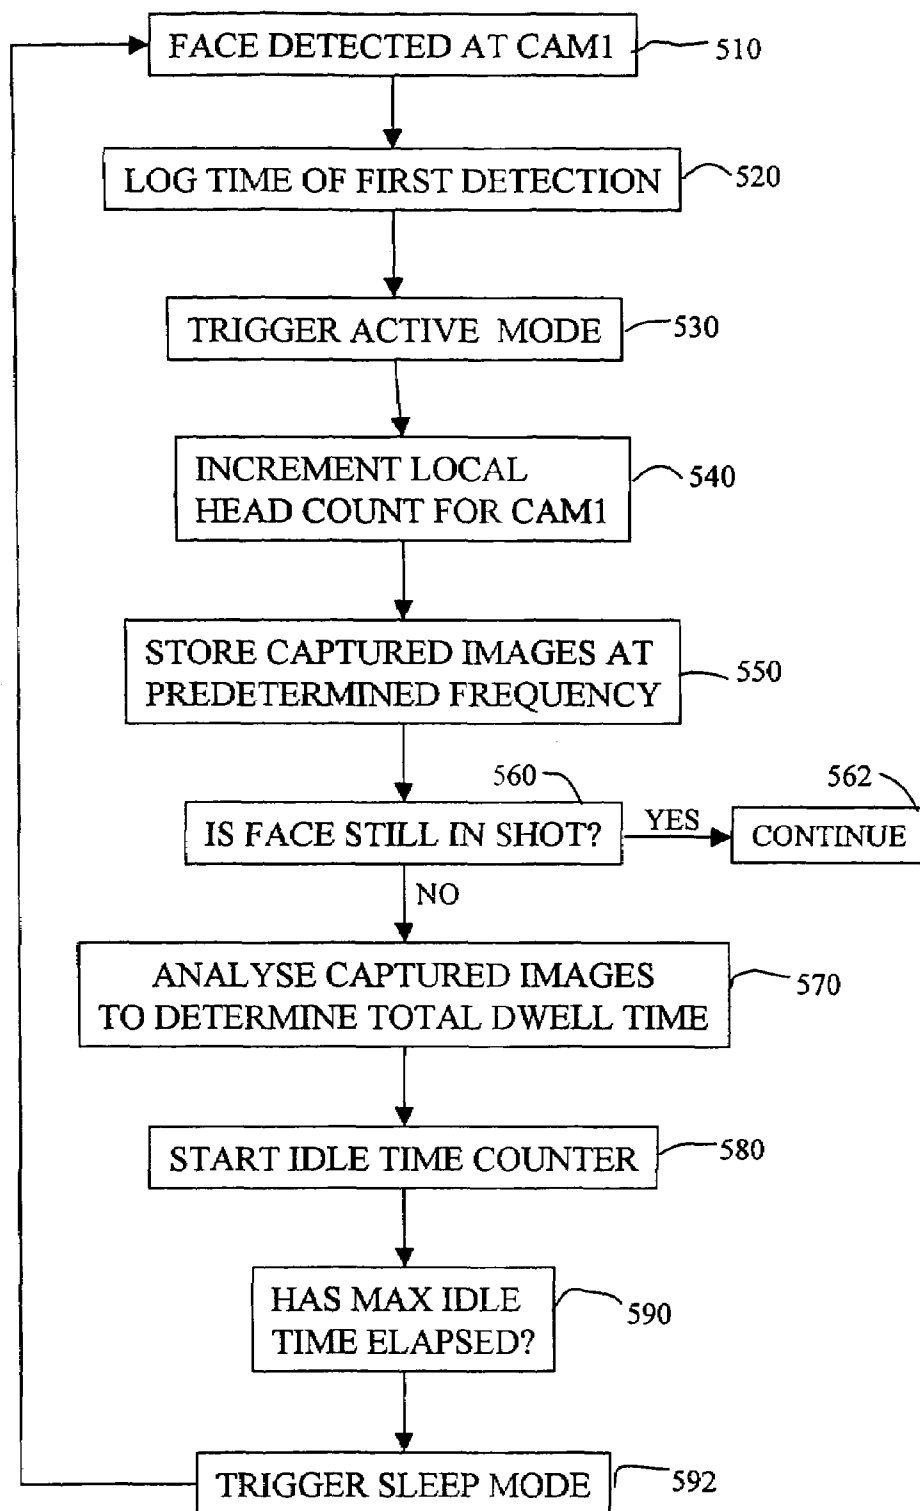 FACE DETECTED AT CAM1
510
LOG TIME OF FIRST DETECTION
520
TRIGGER ACTIVE MODE
530
INCREMENT LOCAL
HEAD COUNT FOR CAM1
540
STORE CAPTURED IMAGES AT
PREDETERMINED FREQUENCY
550
560
562
IS FACE STILL IN SHOT?
YES
CONTINUE
NO
ANALYSE CAPTURED IMAGES
TO DETERMINE TOTAL DWELL TIME
570
START IDLE TIME COUNTER
580
HAS MAX IDLE
TIME ELAPSED?
590
TRIGGER SLEEP MODE
592